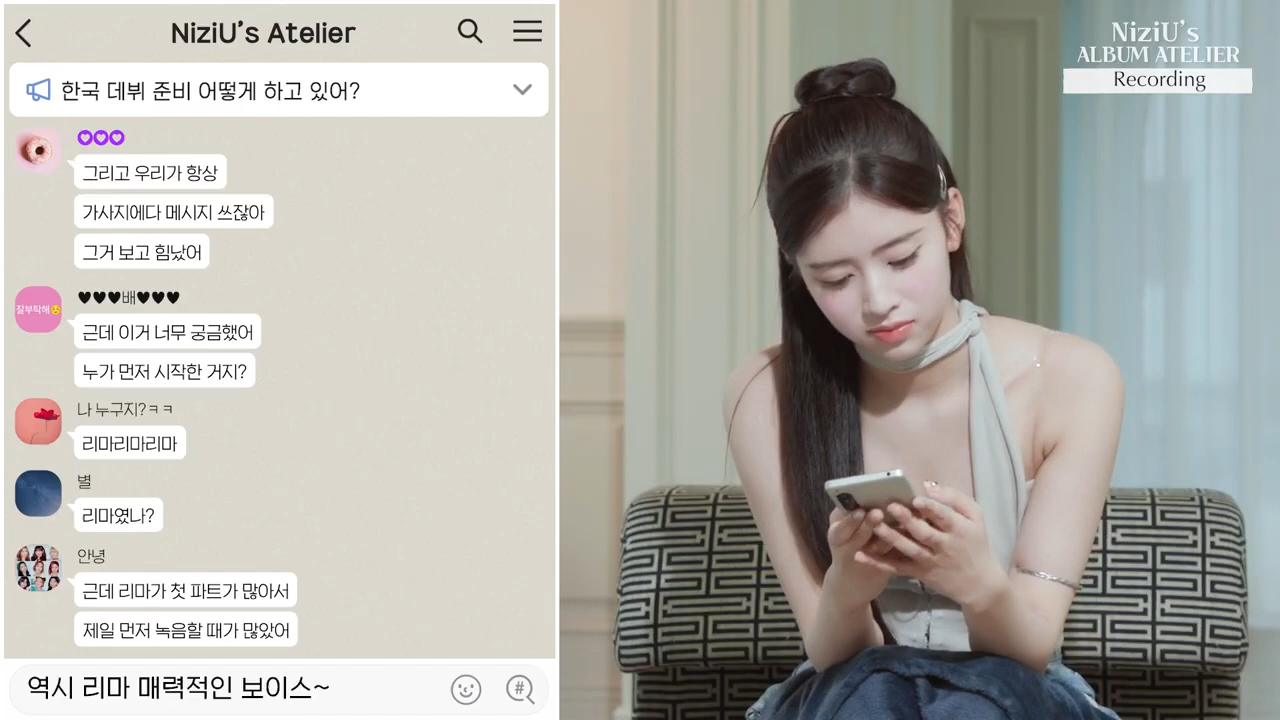 NiziU's Atelier
한국 데뷔 준비 어떻게 하고 있어?
💜💜💜
그리고 우리가 항상
가사지에다 메시지 쓰잖아
그거 보고 힘났어
잘부탁해☺️
♥♥♥배♥♥♥
근데 이거 너무 궁금했어
누가 먼저 시작한 거지?
나 누구지?ㅋㅋ
리마리마리마
별
리마였나?
안녕
근데 리마가 첫 파트가 많아서
제일 먼저 녹음할 때가 많았어
역시 리마 매력적인 보이스~
#
NiziU's
ALBUM ATELIER
Recording